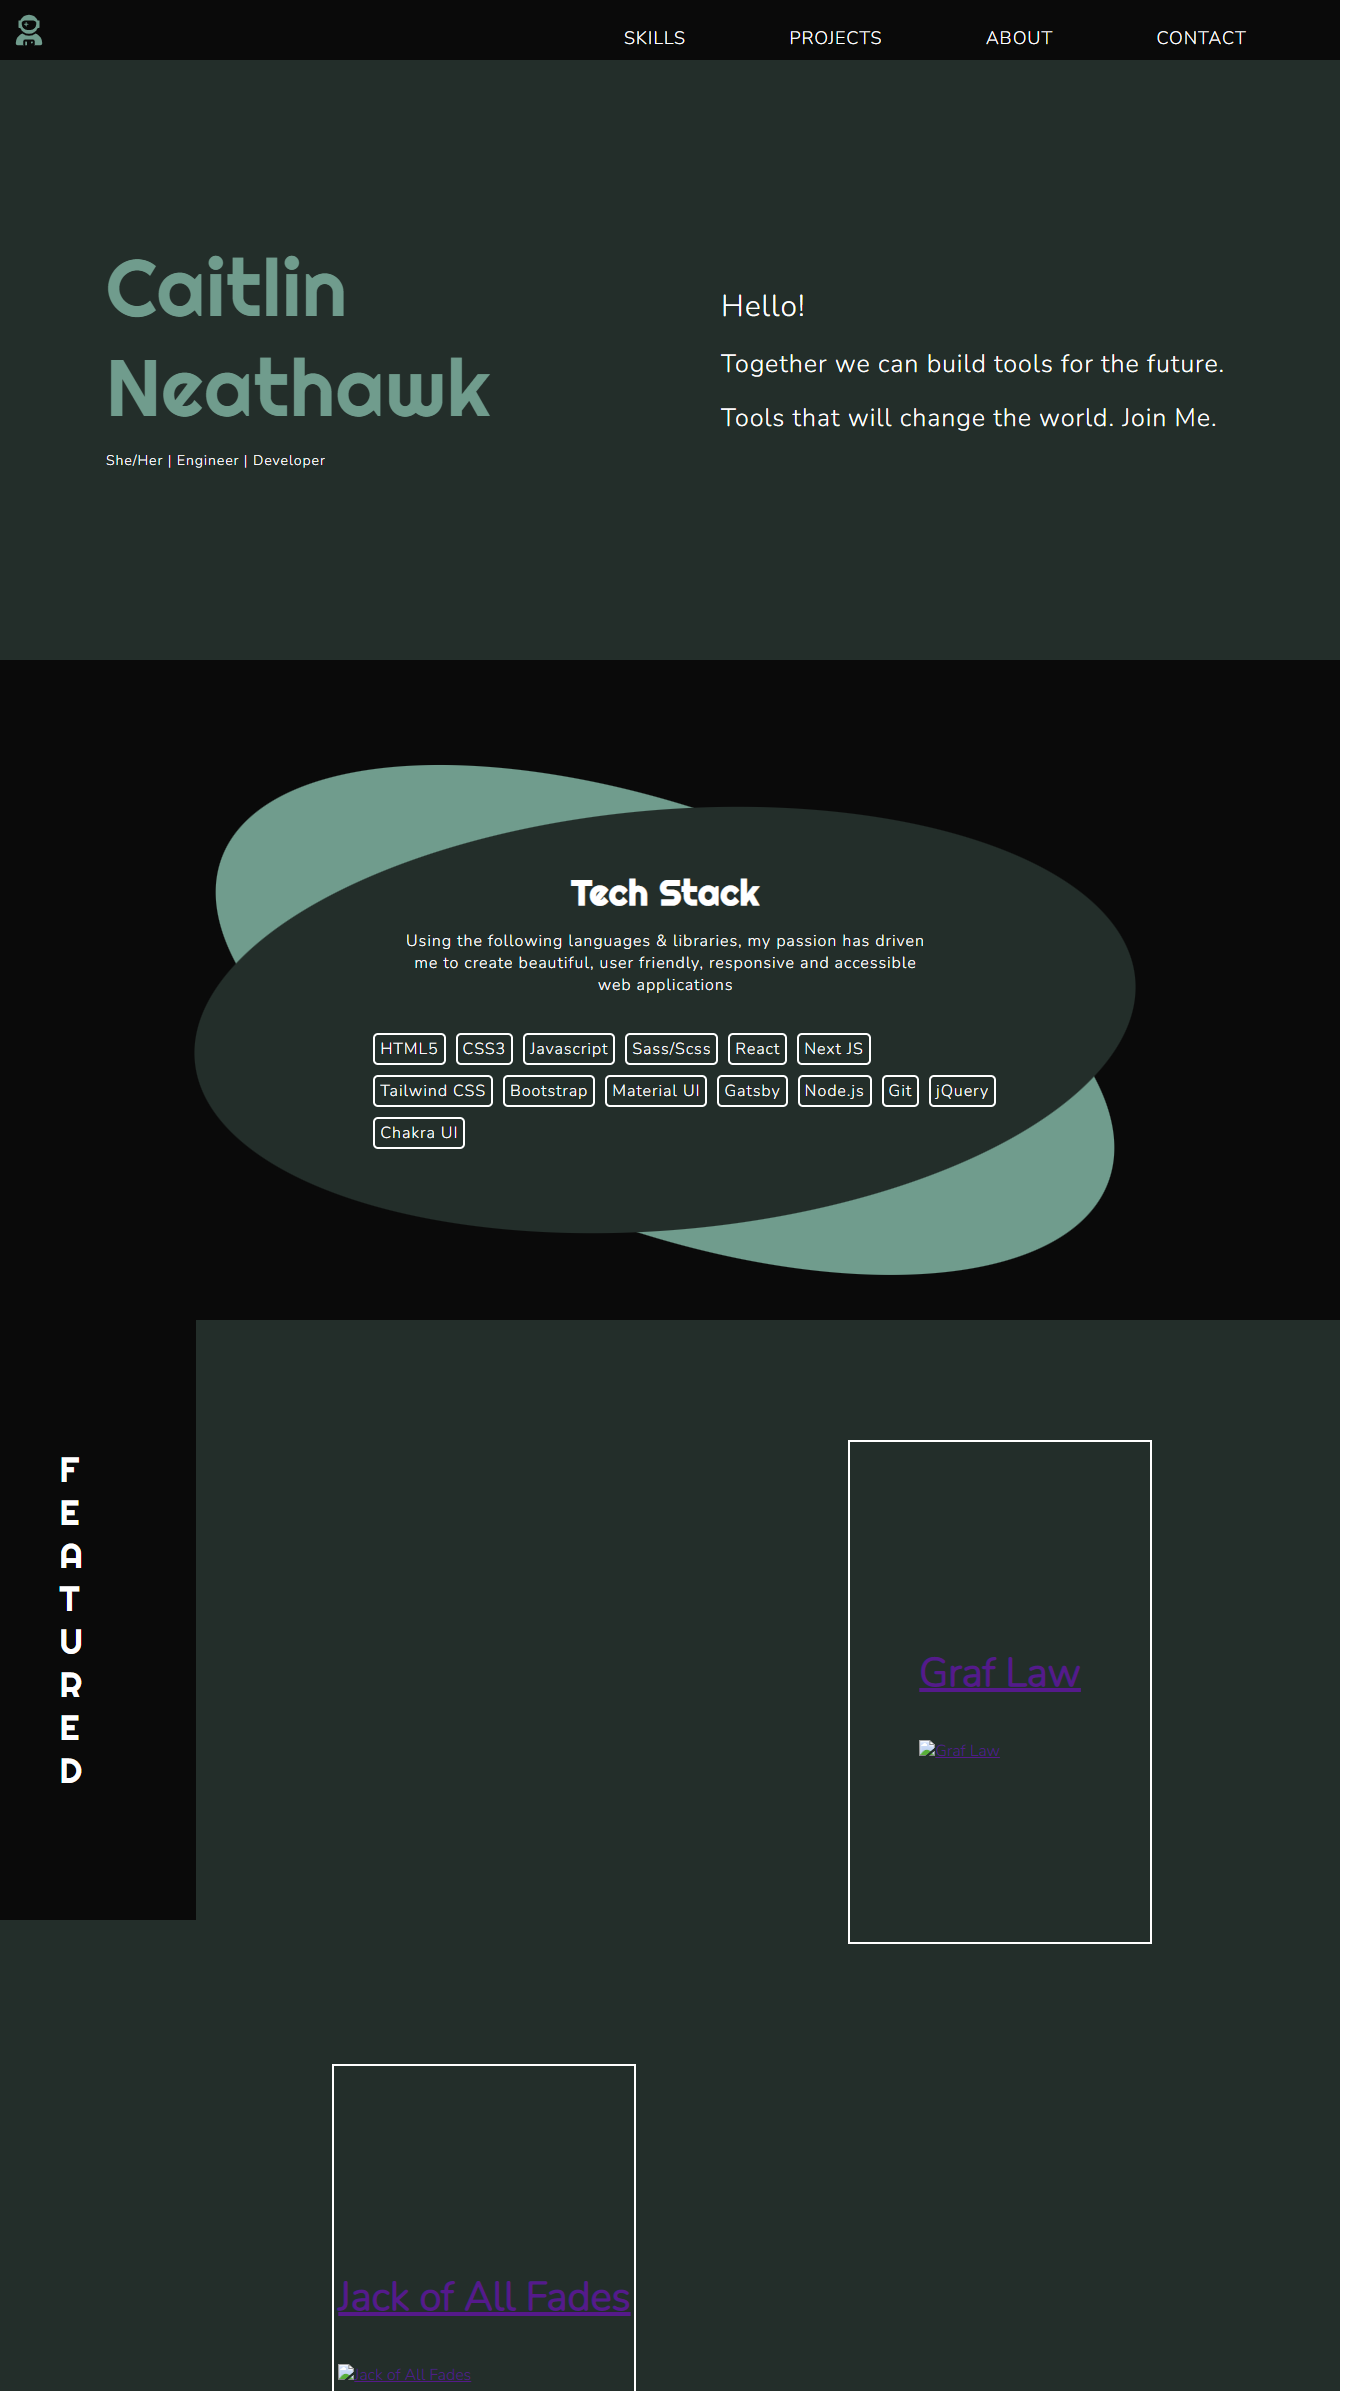 SKILLS PROJECTS ABOUT CONTACT
Caitlin
Neathawk
She/Her | Engineer | Developer
Hello!
Together we can build tools for the future.
Tools that will change the world. Join Me.
Tech Stack
Using the following languages & libraries, my passion has driven
me to create beautiful, user friendly, responsive and accessible
web applications
HTML5 CSS3 Javascript Sass/Scss React Next JS
Tailwind CSS Bootstrap Material UI Gatsby Node.js Git jQuery
Chakra UI
F
E
A
T
U
R
E
D
Graf Law
Graf Law
Jack of All Fades
Jack of All Fades